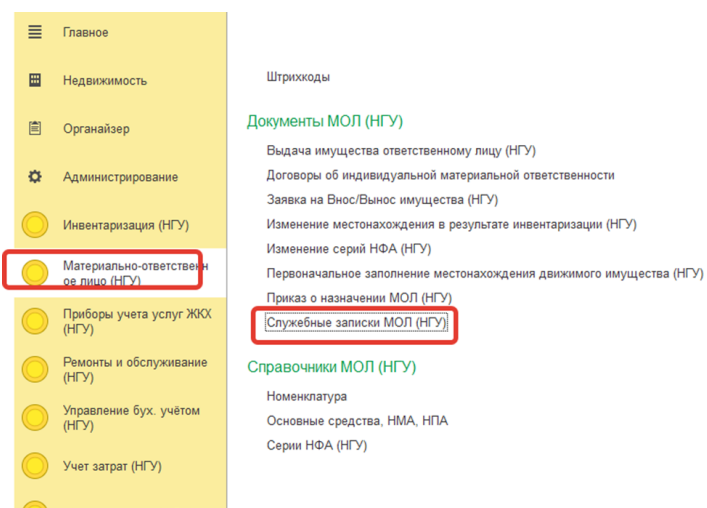 Главное
Недвижимость
Органайзер
Администрирование
Инвентаризация (НГУ)
Материально-ответственн
ое лицо (НГУ)
Приборы учета услуг ЖКХ
(НГУ)
Ремонты и обслуживание
(НГУ)
Управление бух. учётом
(НГУ)
Учет затрат (НГУ)
Штрихкоды
Документы МОЛ (НГУ)
Выдача имущества ответственному лицу (НГУ)
Договоры об индивидуальной материальной ответственности
Заявка на Внос/Вынос имущества (НГУ)
Изменение местонахождения в результате инвентаризации (НГУ)
Изменение серий НФА (НГУ)
Первоначальное заполнение местонахождения движимого имущества (НГУ)
Приказ о назначении МОЛ (НГУ)
Служебные записки МОЛ (НГУ)
Справочники МОЛ (НГУ)
Номенклатура
Основные средства, НМА, НПА
Серии НФА (НГУ)